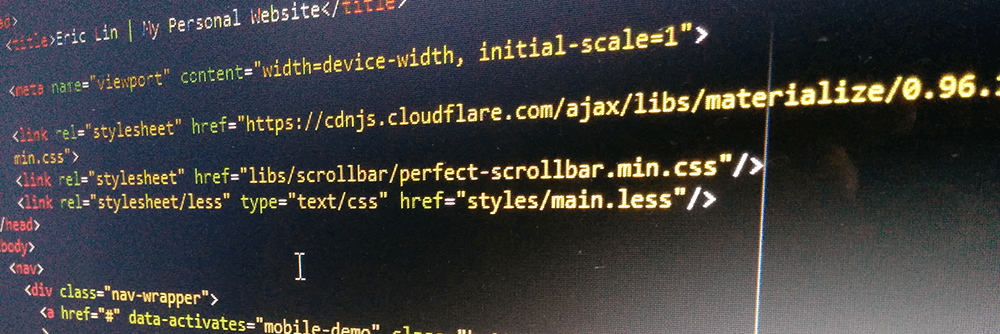 ad>
<title>Eric Lin | My Personal Website</title>
<meta name="viewport" content="width=device-width, initial-scale=1">
<link rel="stylesheet" href="https://cdnjs.cloudflare.com/ajax/libs/materialize/0.96.
min.css">
<link rel="stylesheet" href="libs/scrollbar/perfect-scrollbar.min.css"/>
<link rel="stylesheet/less" type="text/css" href="styles/main.less"/>
/head>
body>
<nav>
<div class="nav-wrapper">
<a href="#" data-activates="mobile-demo"